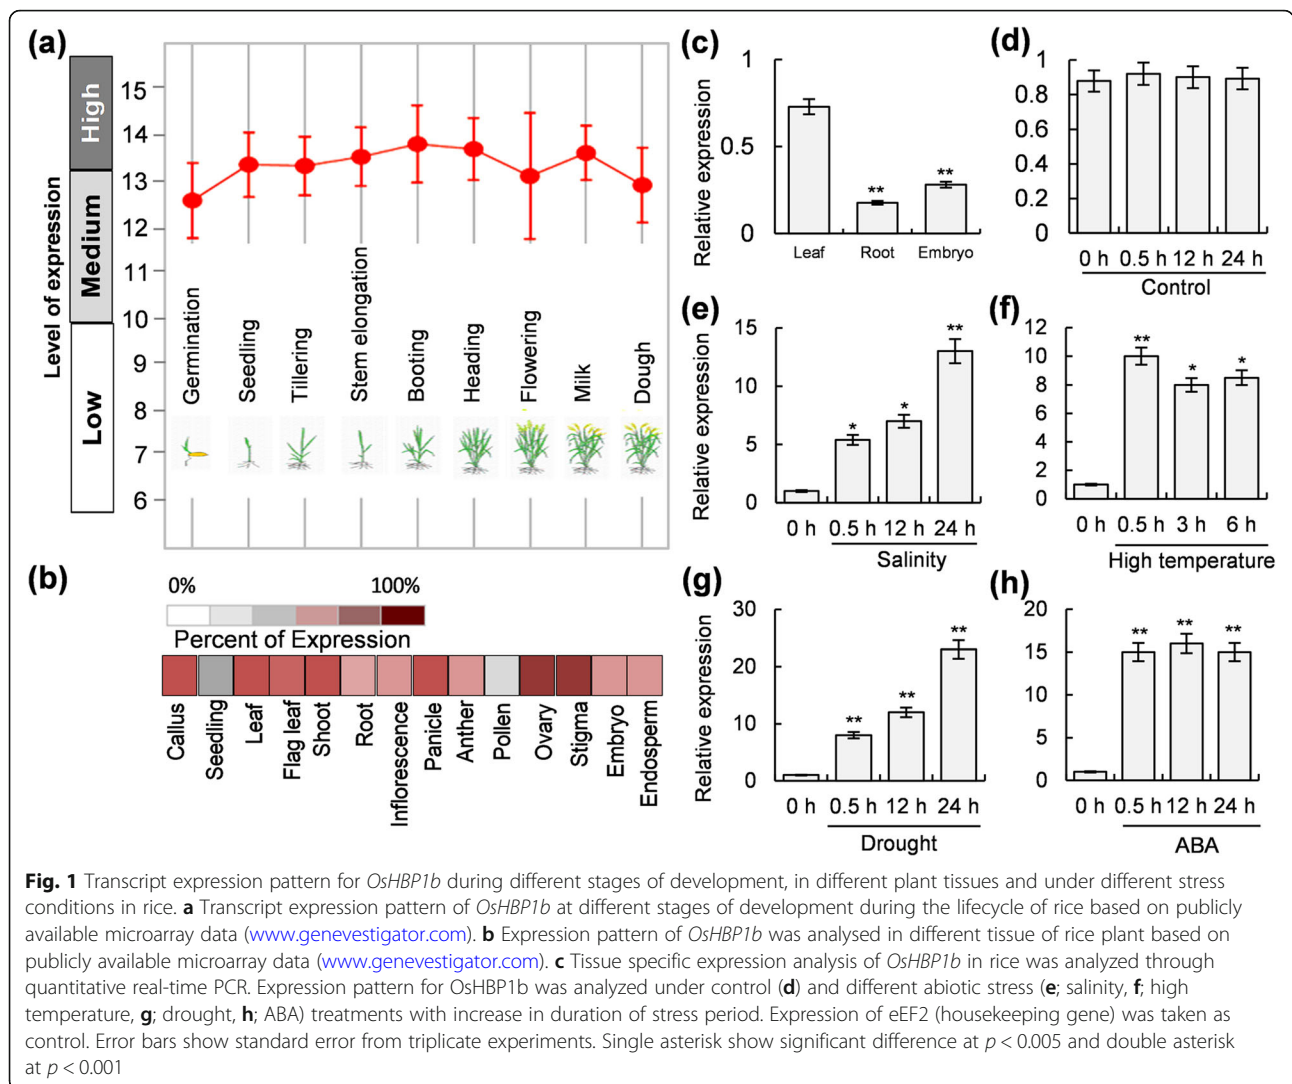 (a)
High
Medium
Low
Level of expression
15
14
13
12
11
10
9
8
7
6
Germination
Seedling
Tillering
Stem elongation
Booting
Heading
Flowering
Milk
Dough
(b)
0% 100%
Percent of Expression
Callus
Seedling
Leaf
Flag leaf
Shoot
Root
Inflorescence
Panicle
Anther
Pollen
Ovary
Stigma
Embryo
Endosperm
(c)
Relative expression
1
0.5
0
** **
Leaf Root Embryo
(d)
1
0.8
0.6
0.4
0.2
0
0 h 0.5 h 12 h 24 h
Control
(e)
Relative expression
15
10
5
0
* * **
0 h 0.5 h 12 h 24 h
Salinity
(f)
12
10
8
6
4
2
0
** * *
0 h 0.5 h 3 h 6 h
High temperature
(g)
Relative expression
30
20
10
0
** ** **
0 h 0.5 h 12 h 24 h
Drought
(h)
20
15
10
5
0
** ** **
0 h 0.5 h 12 h 24 h
ABA
Fig. 1 Transcript expression pattern for OsHBP1b during different stages of development, in different plant tissues and under different stress
conditions in rice. a Transcript expression pattern of OsHBP1b at different stages of development during the lifecycle of rice based on publicly
available microarray data (www.genevestigator.com). b Expression pattern of OsHBP1b was analysed in different tissue of rice plant based on
publicly available microarray data (www.genevestigator.com). c Tissue specific expression analysis of OsHBP1b in rice was analyzed through
quantitative real-time PCR. Expression pattern for OsHBP1b was analyzed under control (d) and different abiotic stress (e; salinity, f; high
temperature, g; drought, h; ABA) treatments with increase in duration of stress period. Expression of eEF2 (housekeeping gene) was taken as
control. Error bars show standard error from triplicate experiments. Single asterisk show significant difference at p < 0.005 and double asterisk
at p < 0.001